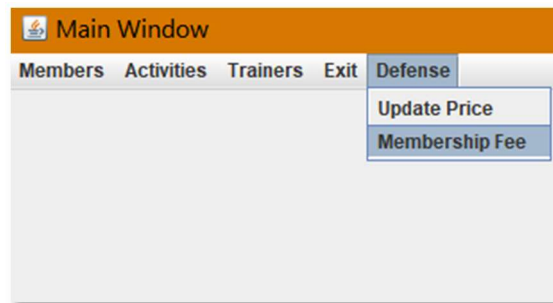 Main Window
Members Activities Trainers Exit Defense
Update Price
Membership Fee